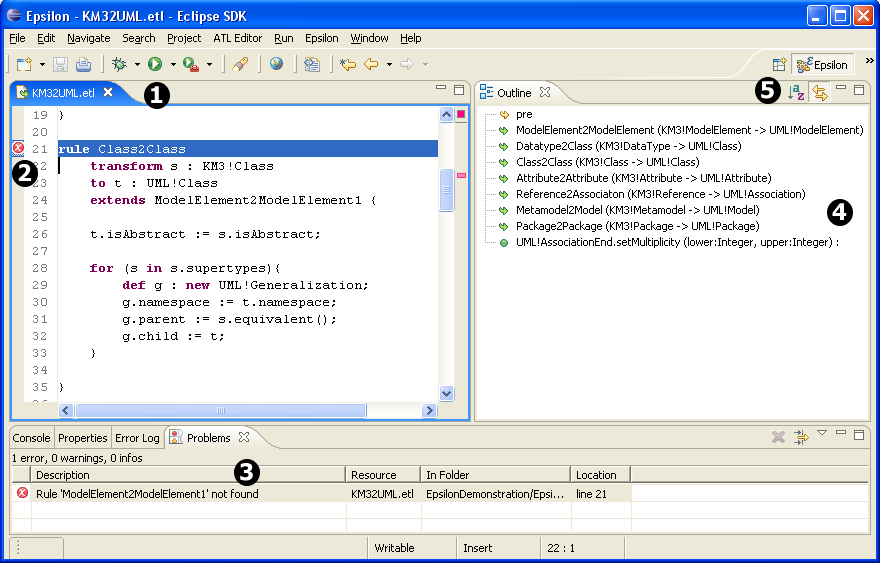 Epsilon - KM32UML.etl - Eclipse SDK
File Edit Navigate Search Project ATL Editor Run Epsilon Window Help
Epsilon »
KM32UML.etl
1
Outline
5
19 }
20
21 rule Class2Class
22 transform s : KM3!Class
23 to t : UML!Class
24 extends ModelElement2ModelElement1 {
2
26 t.isAbstract := s.isAbstract;
27
28 for (s in s.supertypes){
29 def g : new UML!Generalization;
30 g.namespace := t.namespace;
31 g.parent := s.equivalent();
32 g.child := t;
33 }
34
35 }
pre
ModelElement2ModelElement (KM3!ModelElement -> UML!ModelElement)
Datatype2Class (KM3!DataType -> UML!Class)
Class2Class (KM3!Class -> UML!Class)
Attribute2Attribute (KM3!Attribute -> UML!Attribute)
Reference2Associaton (KM3!Reference -> UML!Association)
Metamodel2Model (KM3!Metamodel -> UML!Model)
Package2Package (KM3!Package -> UML!Package)
UML!AssociationEnd.setMultiplicity (lower:Integer, upper:Integer) :
4
Console Properties Error Log Problems
1 error, 0 warnings, 0 infos
3
Description Resource In Folder Location
Rule 'ModelElement2ModelElement1' not found KM32UML.etl EpsilonDemonstration/Epsi... line 21
Writable Insert 22 : 1